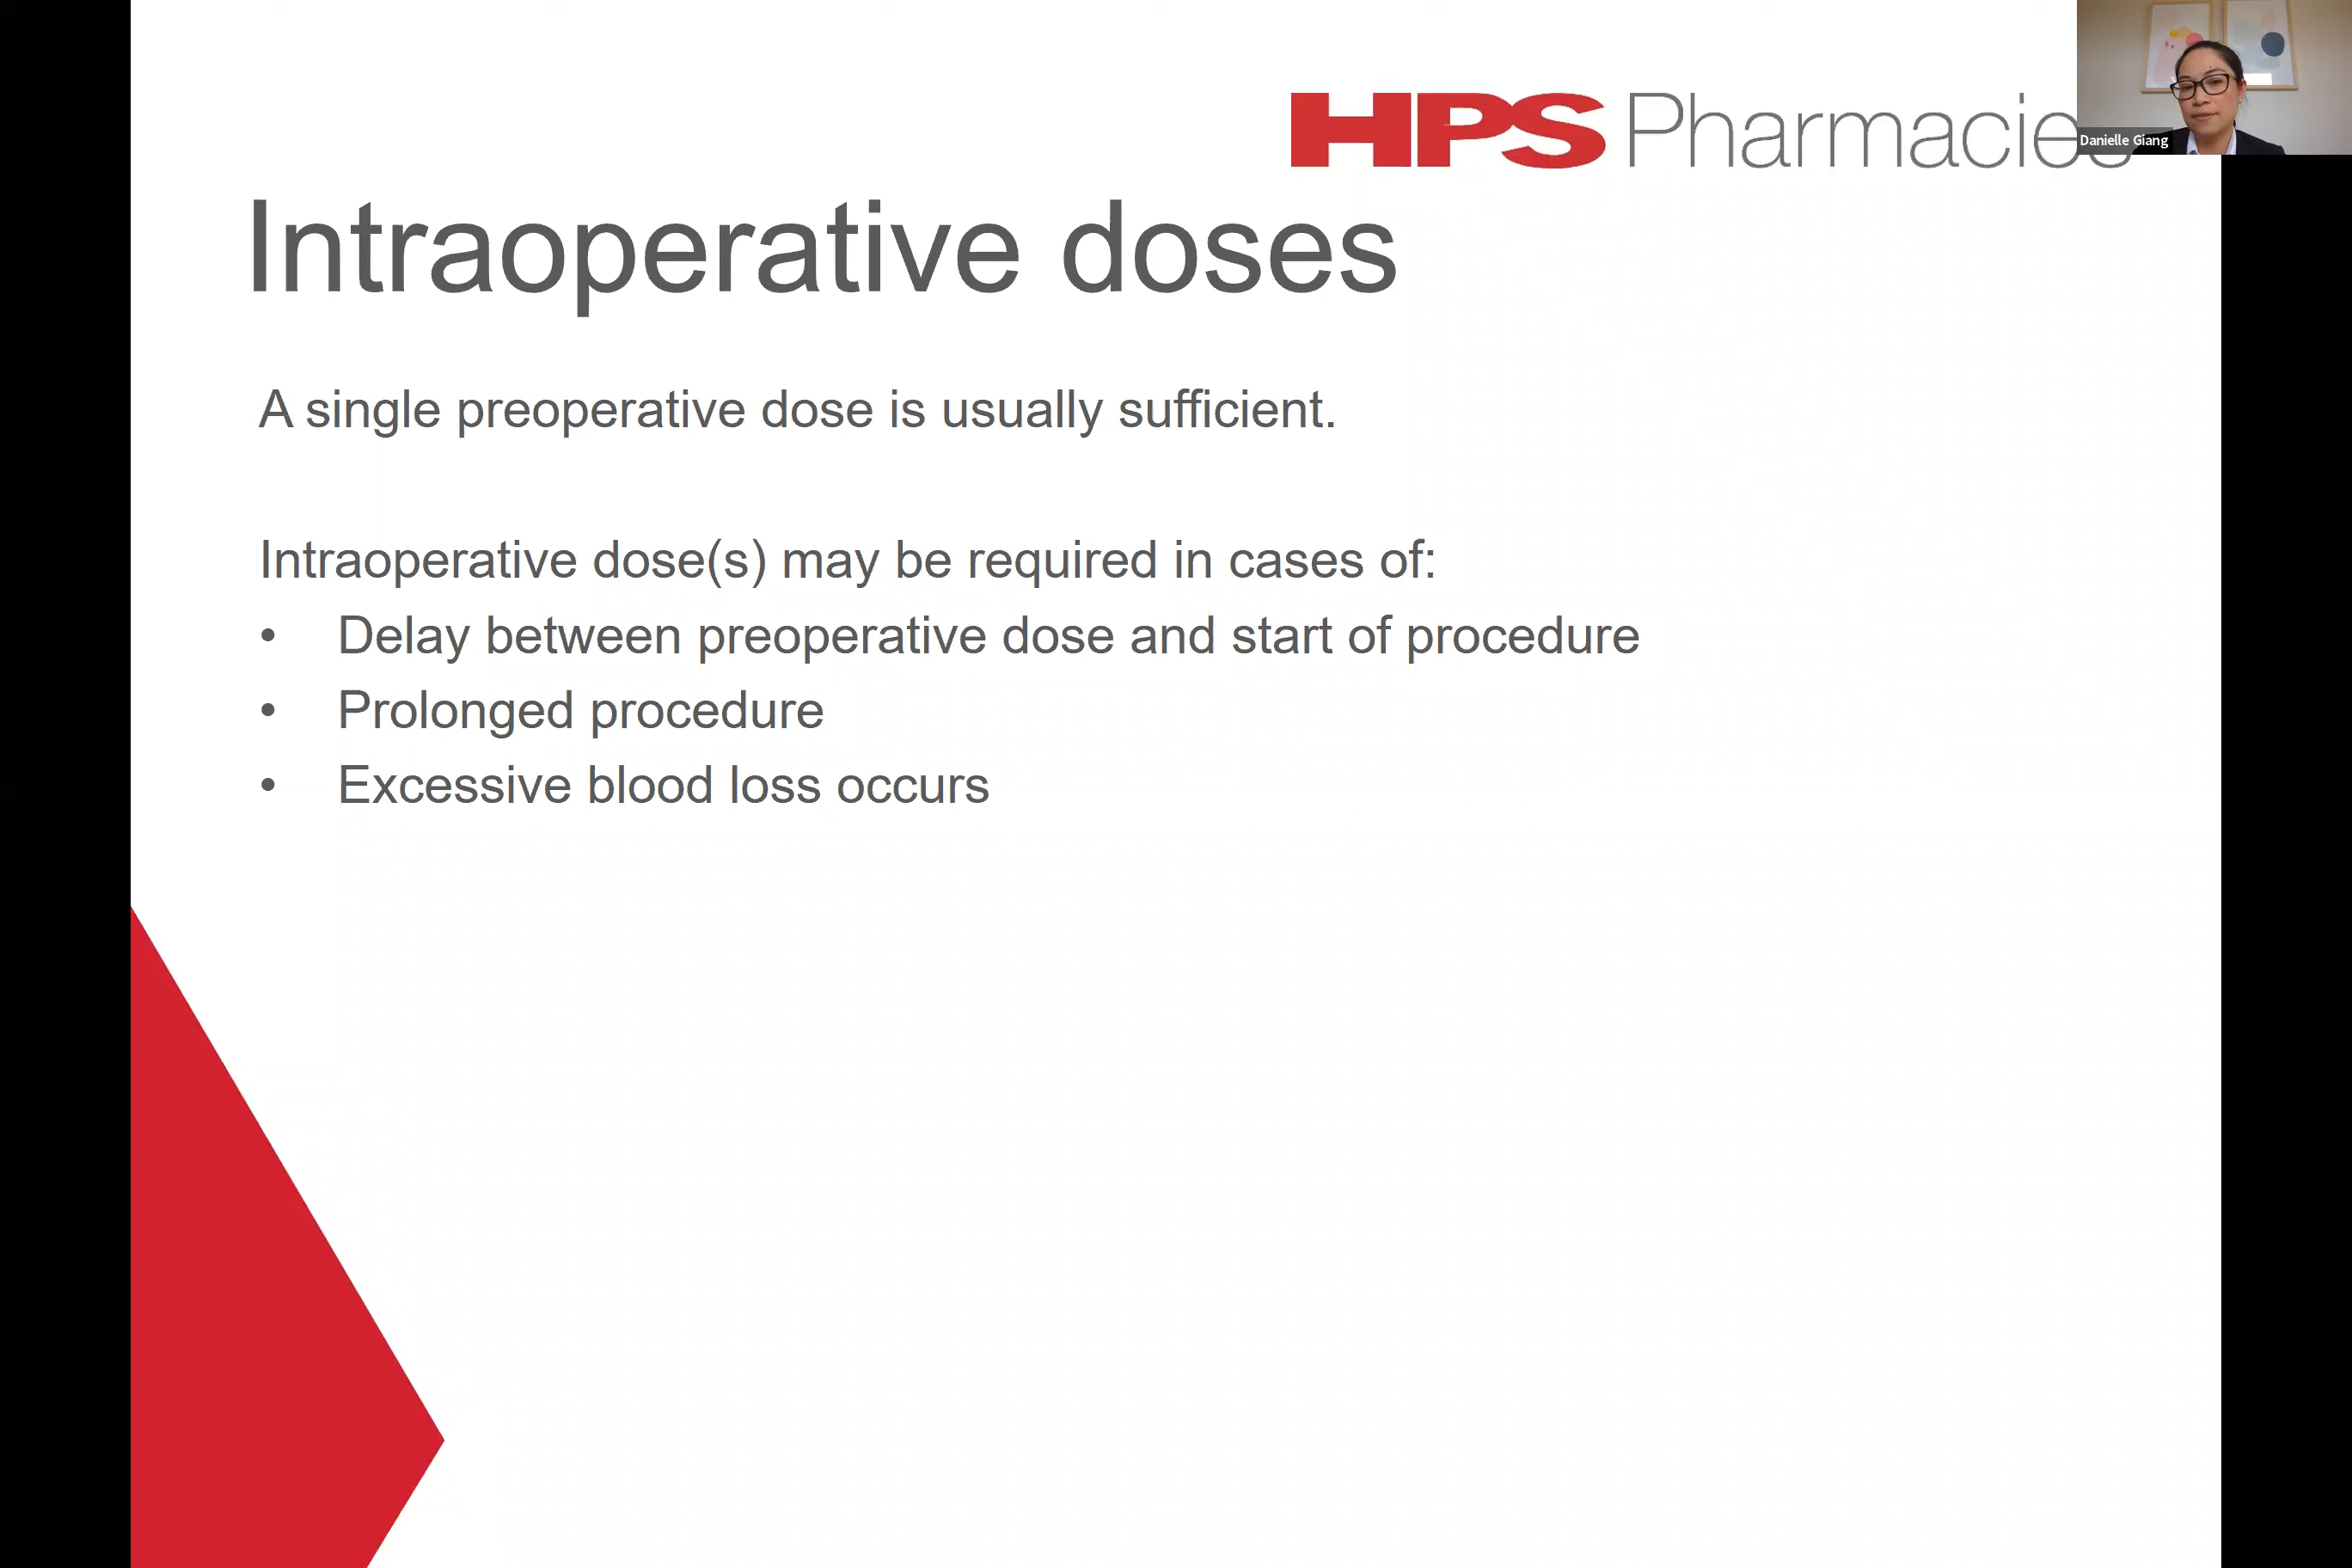 HPS Pharmacies
Danielle Giang
Intraoperative doses
A single preoperative dose is usually sufficient.
Intraoperative dose(s) may be required in cases of:
• Delay between preoperative dose and start of procedure
• Prolonged procedure
• Excessive blood loss occurs